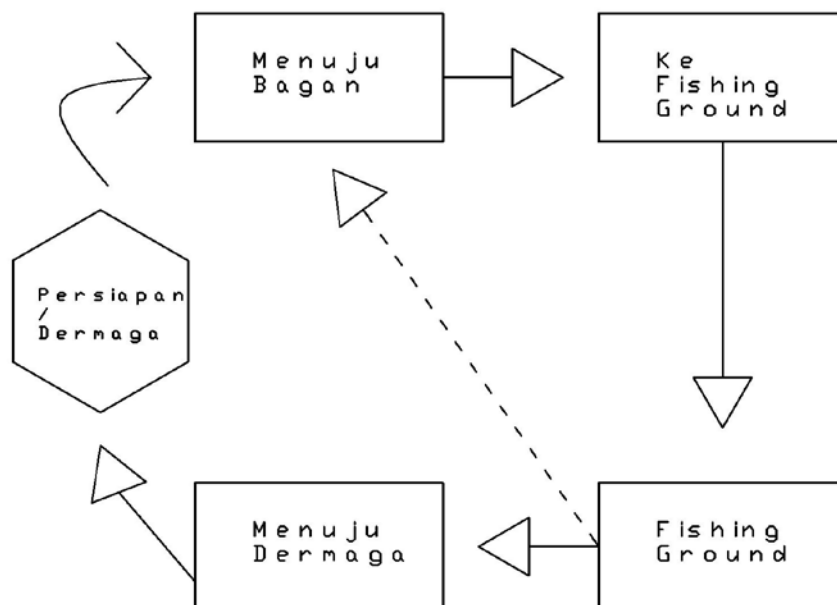 Menuju
Bagan
Ke
Fishing
Ground
Persiapan
/
Dermaga
Menuju
Dermaga
Fishing
Ground